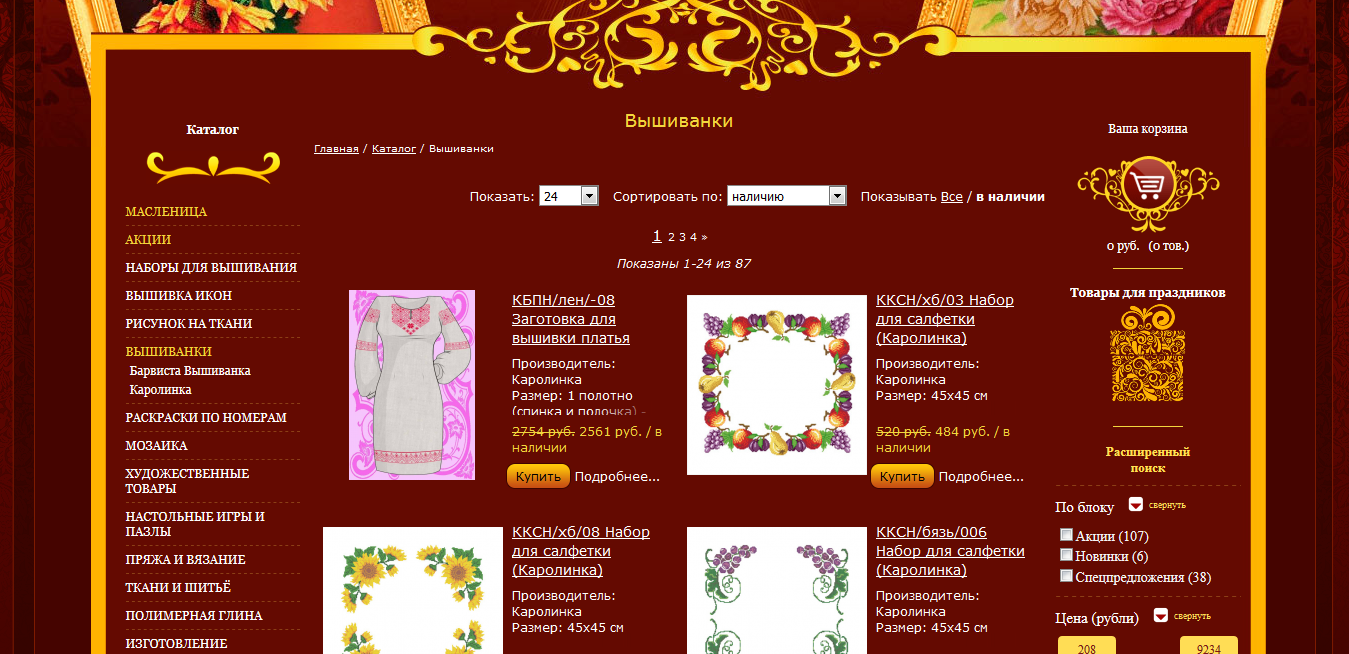 Каталог
МАСЛЕНИЦА
АКЦИИ
НАБОРЫ ДЛЯ ВЫШИВАНИЯ
ВЫШИВКА ИКОН
РИСУНОК НА ТКАНИ
ВЫШИВАНКИ
Барвиста Вышиванка
Каролинка
РАСКРАСКИ ПО НОМЕРАМ
МОЗАИКА
ХУДОЖЕСТВЕННЫЕ
ТОВАРЫ
НАСТОЛЬНЫЕ ИГРЫ И
ПАЗЛЫ
ПРЯЖА И ВЯЗАНИЕ
ТКАНИ И ШИТЬЁ
ПОЛИМЕРНАЯ ГЛИНА
ИЗГОТОВЛЕНИЕ
Вышиванки
Главная / Каталог / Вышиванки
Показать: 24 Сортировать по: наличию Показывать Все / в наличии
1 2 3 4 »
Показаны 1-24 из 87
КБПН/лен/-08
Заготовка для
вышивки платья
Производитель:
Каролинка
Размер: 1 полотно
(спинка и полочка) -
2754 руб. 2561 руб. / в
наличии
Купить Подробнее...
ККСН/хб/03 Набор
для салфетки
(Каролинка)
Производитель:
Каролинка
Размер: 45х45 см
520 руб. 484 руб. / в
наличии
Купить Подробнее...
ККСН/хб/08 Набор
для салфетки
(Каролинка)
Производитель:
Каролинка
Размер: 45х45 см
ККСН/бязь/006
Набор для салфетки
(Каролинка)
Производитель:
Каролинка
Размер: 45х45 см
Ваша корзина
0 руб. (0 тов.)
Товары для праздников
Расширенный
поиск
По блоку свернуть
Акции (107)
Новинки (6)
Спецпредложения (38)
Цена (рубли) свернуть
208 9234